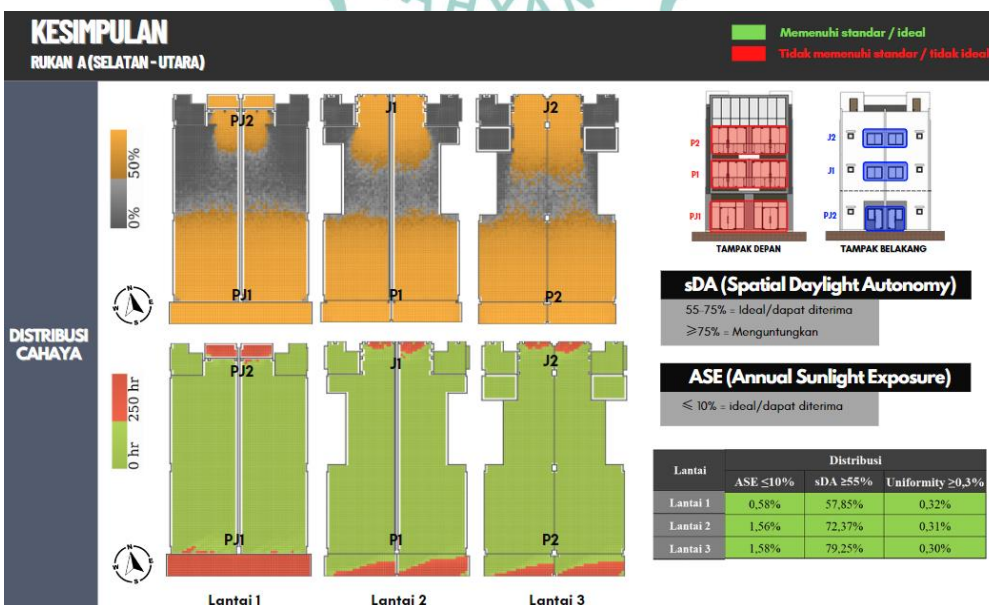 KESIMPULAN
RUKAN A (SELATAN - UTARA)
Memenuhi standar / ideal
Tidak memenuhi standar / tidak ideal
DISTRIBUSI
CAHAYA
50%
0%
PJ2
J1
J2
PJ1
P1
P2
N
E
S
W
250 hr
0 hr
PJ2
J1
J2
PJ1
P1
P2
N
E
S
W
Lantai 1
Lantai 2
Lantai 3
P2
P1
PJ1
TAMPAK DEPAN
J2
J1
PJ2
TAMPAK BELAKANG
sDA (Spatial Daylight Autonomy)
55-75% = Ideal/dapat diterima
≥75% = Menguntungkan
ASE (Annual Sunlight Exposure)
≤ 10% = ideal/dapat diterima
Lantai Distribusi
ASE ≤10% sDA ≥55% Uniformity ≥0,3%
Lantai 1 0,58% 57,85% 0,32%
Lantai 2 1,56% 72,37% 0,31%
Lantai 3 1,58% 79,25% 0,30%